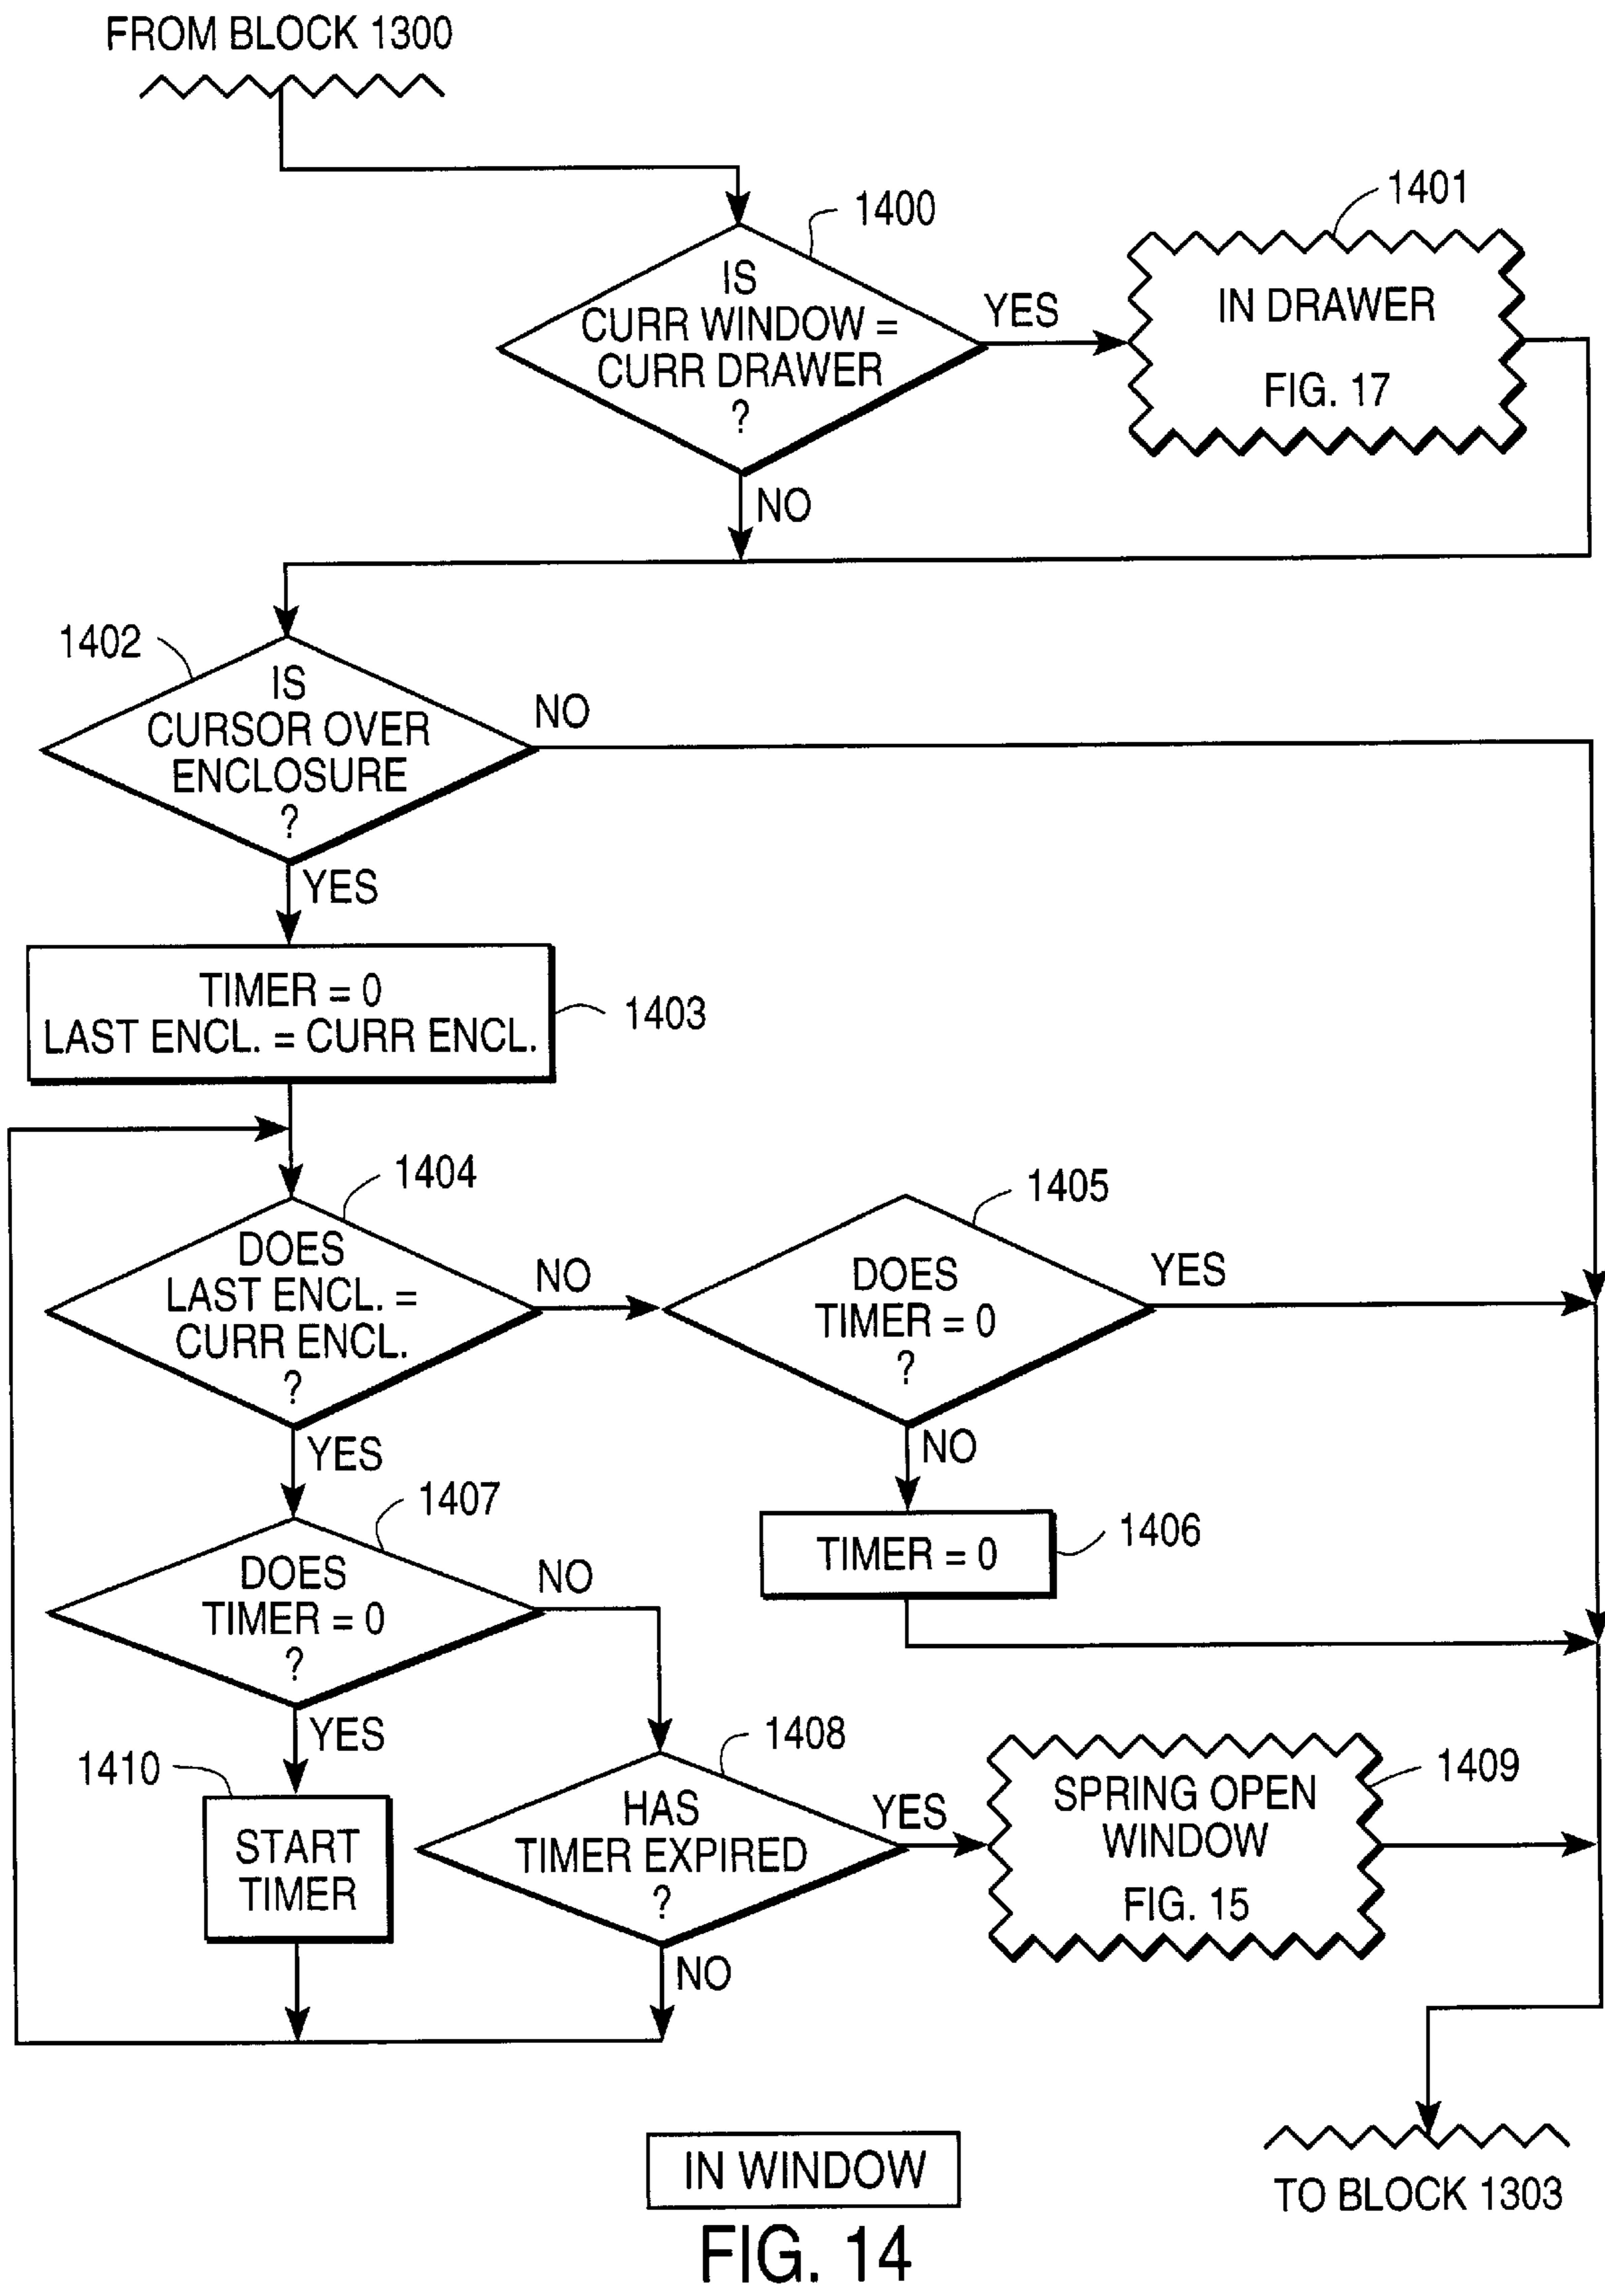 FROM BLOCK 1300
1400
IS
CURR WINDOW =
CURR DRAWER
?
YES
NO
1401
IN DRAWER
FIG. 17
1402
IS
CURSOR OVER
ENCLOSURE
?
NO
YES
TIMER = 0
LAST ENCL. = CURR ENCL.
1403
1404
DOES
LAST ENCL. =
CURR ENCL.
?
NO
YES
1405
DOES
TIMER = 0
?
YES
NO
TIMER = 0
1406
1407
DOES
TIMER = 0
?
NO
YES
1410
START
TIMER
1408
HAS
TIMER EXPIRED
?
YES
NO
1409
SPRING OPEN
WINDOW
FIG. 15
TO BLOCK 1303
IN WINDOW
FIG. 14